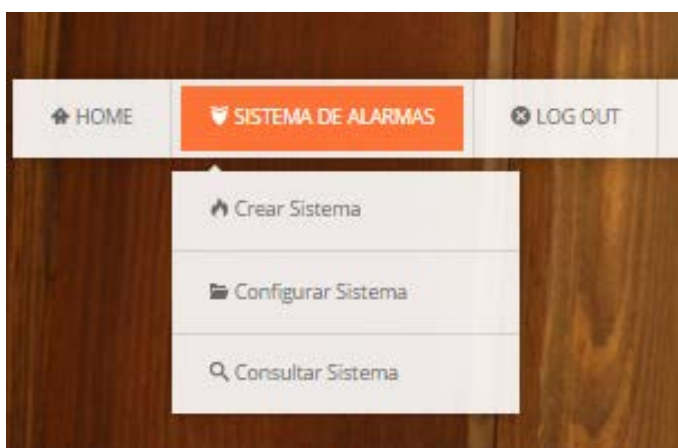 HOME
SISTEMA DE ALARMAS
LOG OUT
Crear Sistema
Configurar Sistema
Consultar Sistema